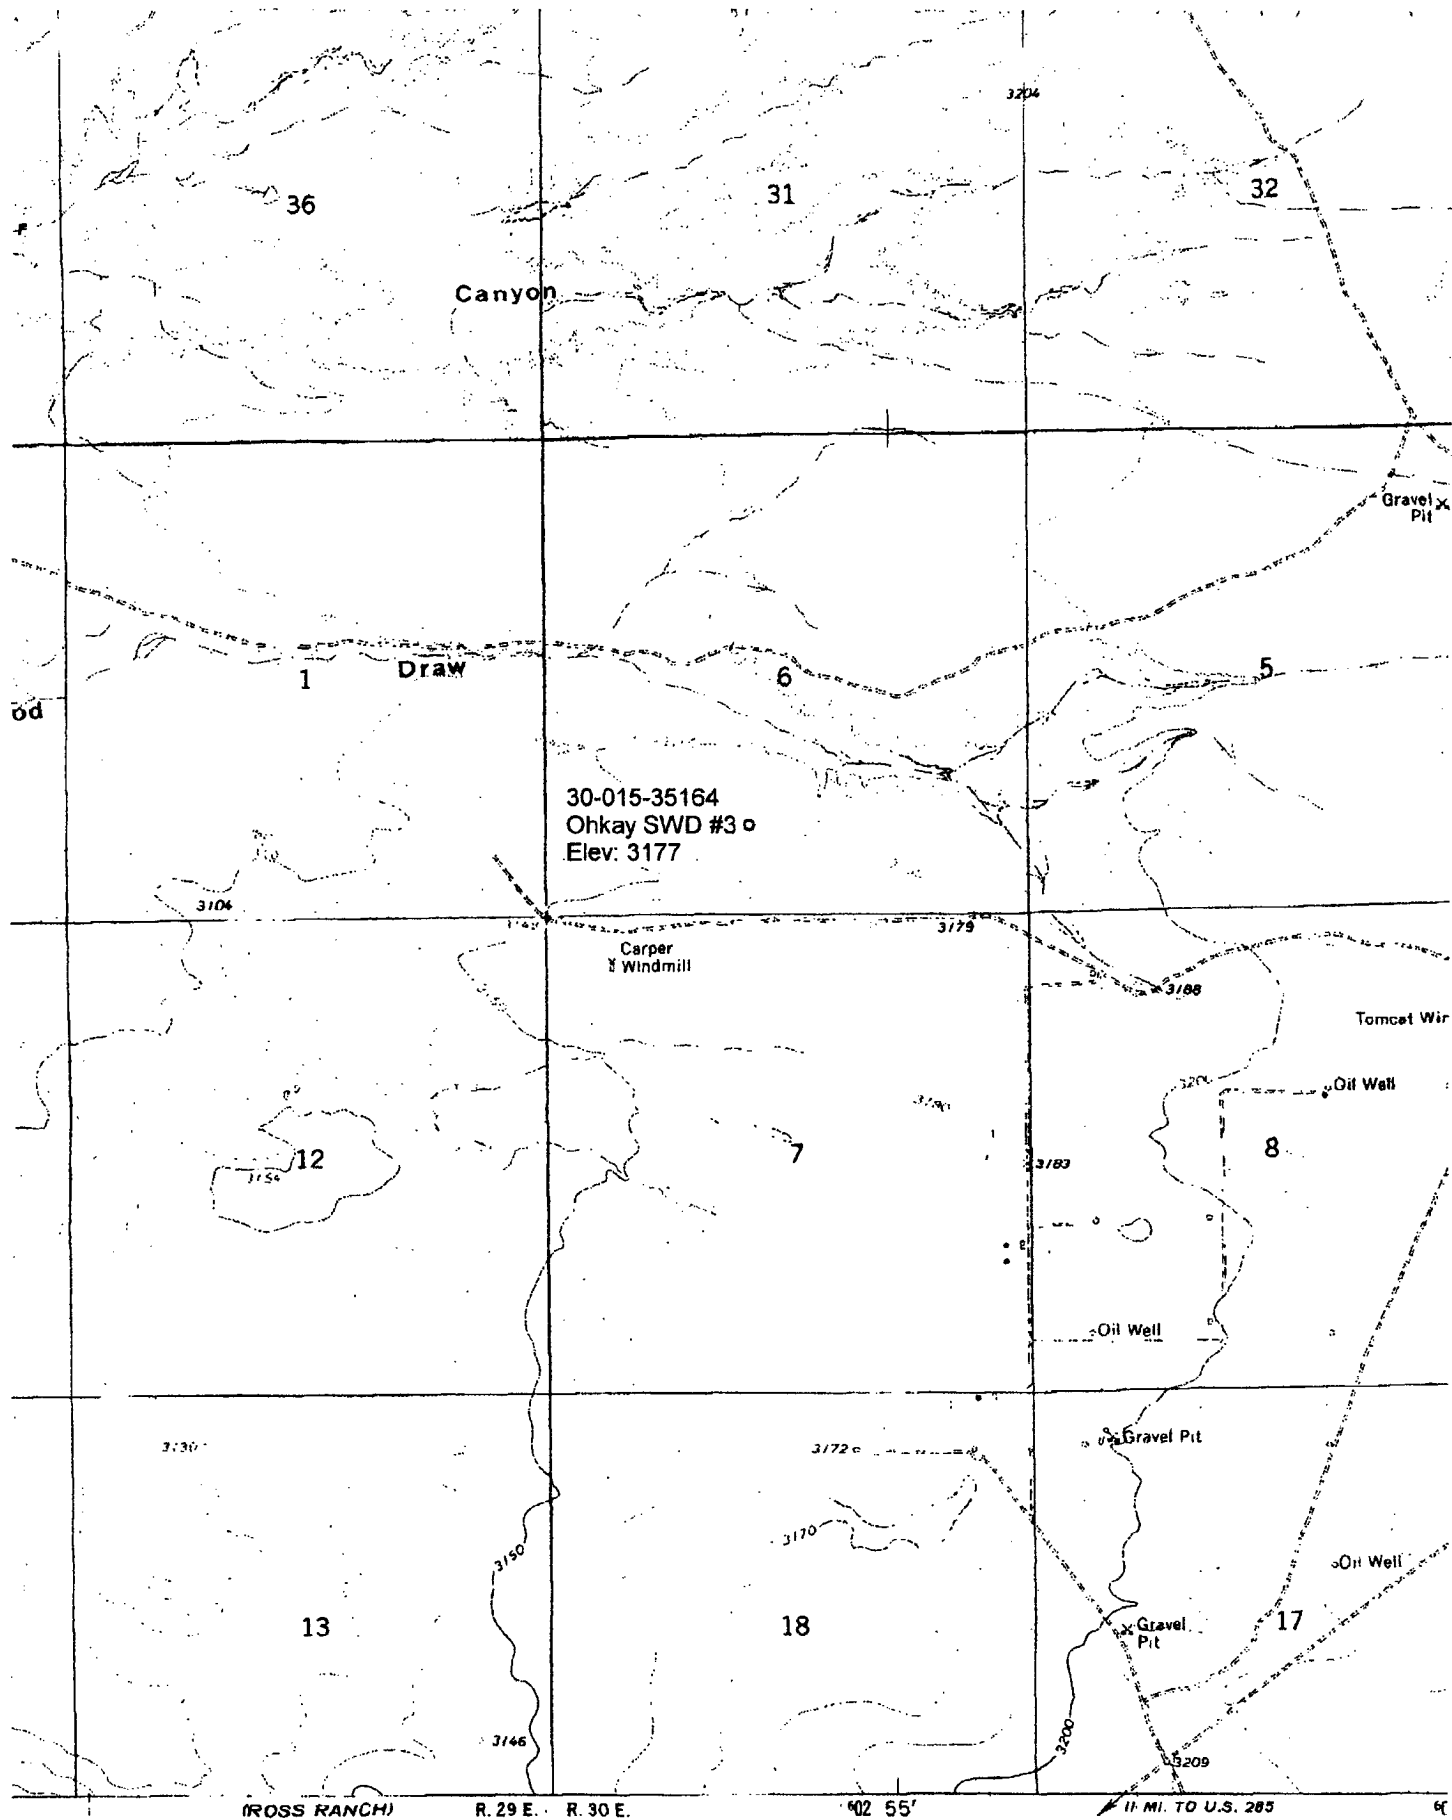 3204
36
31
32
Canyon
Gravel
Pit
1
Draw
6
5
od
30-015-35164
Ohkay SWD #3
Elev: 3177
3104
3179
Carper
Windmill
3188
Tomcat Wir
Oil Well
12
3154
7
3183
8
Oil Well
3172
Gravel Pit
3170
3150
Oil Well
13
18
17
Gravel
Pit
3146
3200
3209
(ROSS RANCH)
R. 29 E.
R. 30 E.
55'
11 MI. TO U.S. 285